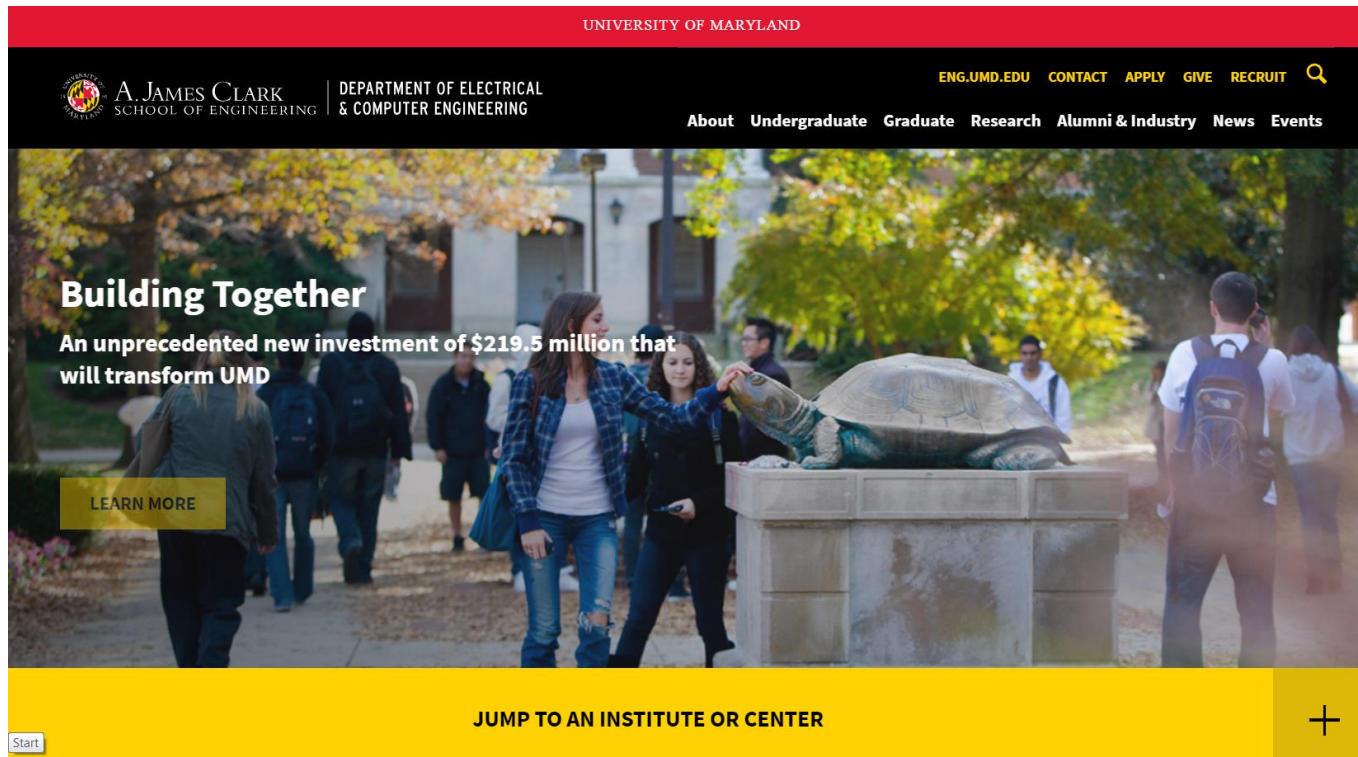 UNIVERSITY OF MARYLAND
ENG.UMD.EDU CONTACT APPLY GIVE RECRUIT
A. JAMES CLARK
SCHOOL OF ENGINEERING
DEPARTMENT OF ELECTRICAL
& COMPUTER ENGINEERING
About Undergraduate Graduate Research Alumni & Industry News Events
Building Together
An unprecedented new investment of $219.5 million that
will transform UMD
LEARN MORE
JUMP TO AN INSTITUTE OR CENTER
Start